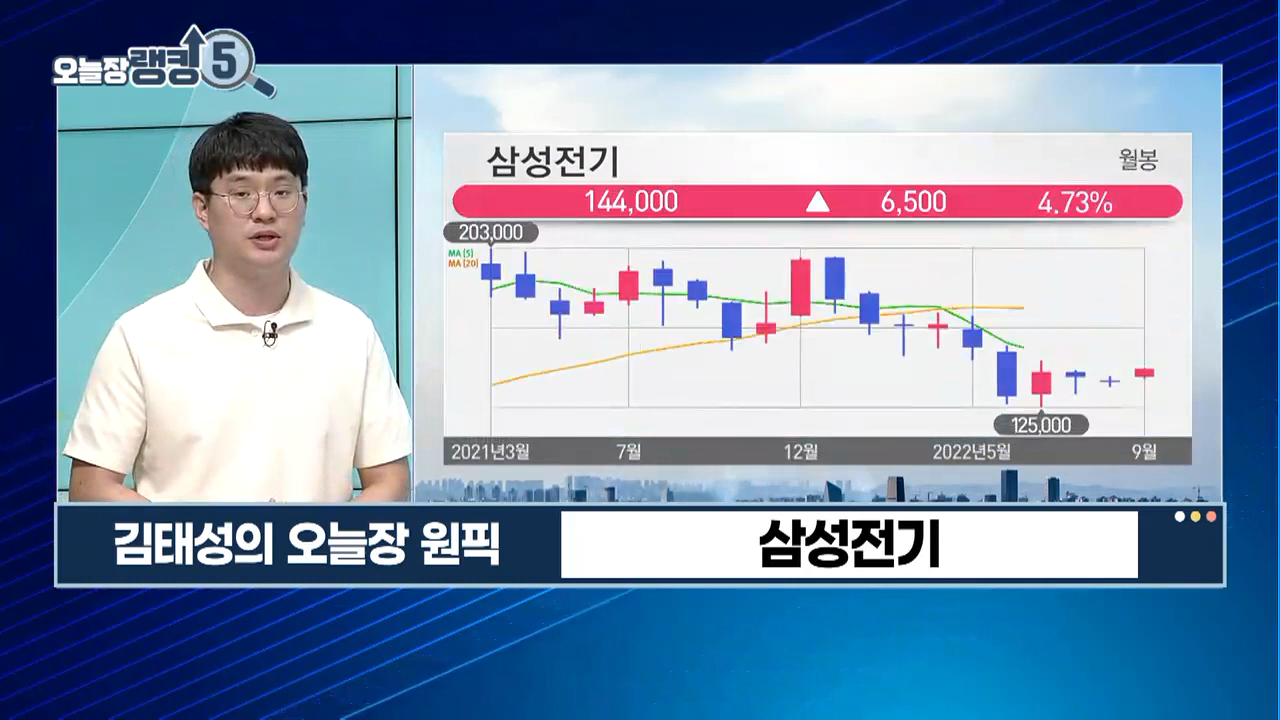 오늘장랭킹5
삼성전기
월봉
144,000 ▲ 6,500 4.73%
203,000
MA [5]
MA [20]
125,000
2021년3월 7월 12월 2022년5월 9월
김태성의 오늘장 원픽
삼성전기